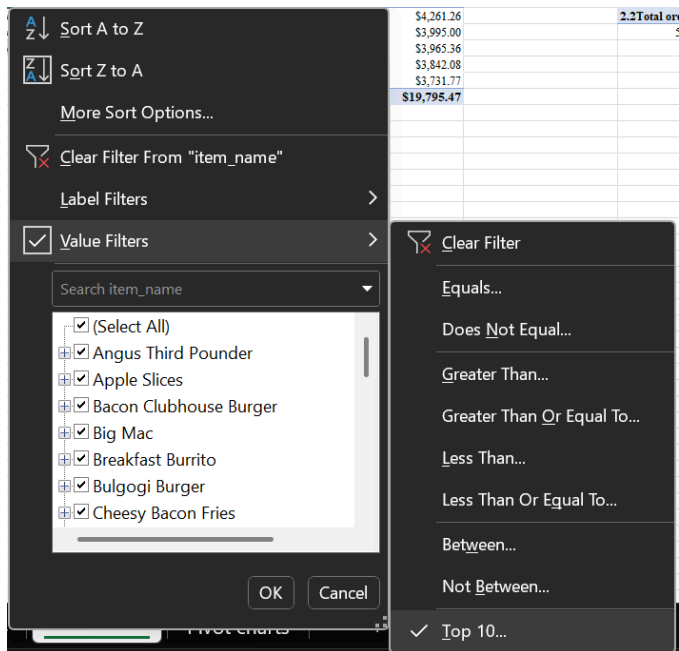 Sort A to Z
Sort Z to A
More Sort Options...
Clear Filter From "item_name"
Label Filters
Value Filters
Search item_name
(Select All)
Angus Third Pounder
Apple Slices
Bacon Clubhouse Burger
Big Mac
Breakfast Burrito
Bulgogi Burger
Cheesy Bacon Fries
OK Cancel
$4,261.26
$3,995.00
$3,965.36
$3,842.08
$3,731.77
$19,795.47
2.2Total ord
5
Clear Filter
Equals...
Does Not Equal...
Greater Than...
Greater Than Or Equal To...
Less Than...
Less Than Or Equal To...
Between...
Not Between...
Top 10...
Pivot Charts